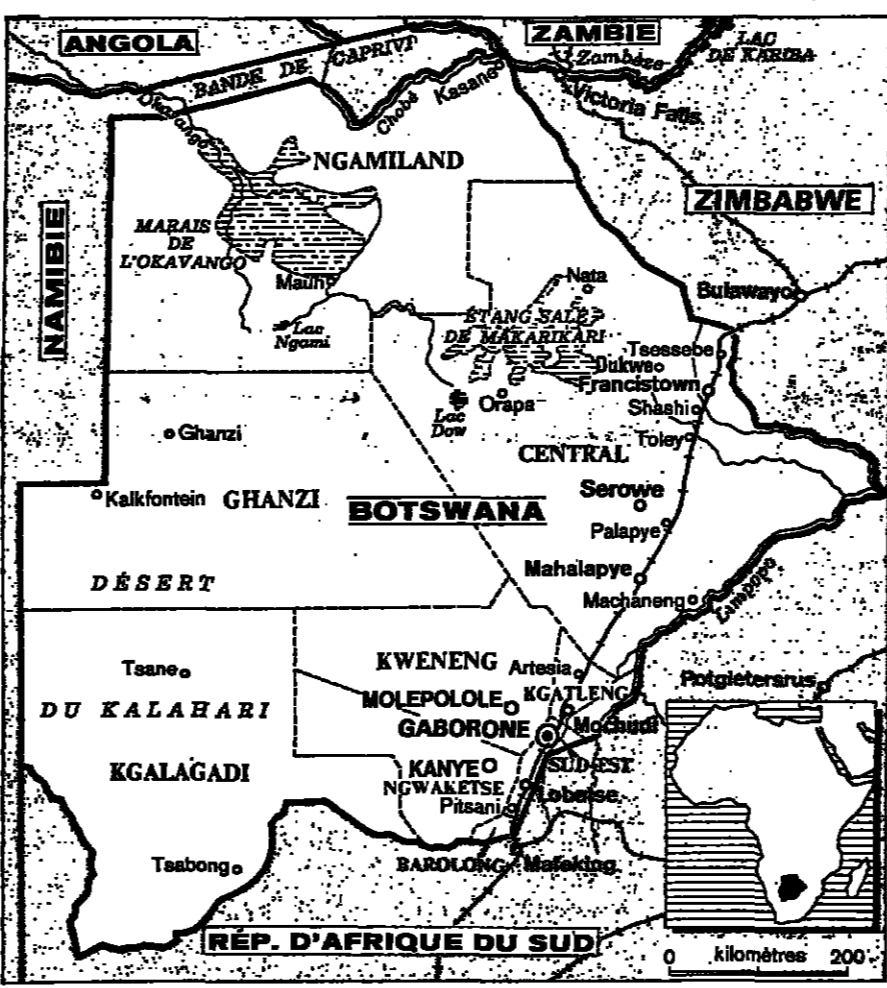 ANGOLA
ZAMBIE
LAC
DE KARIBA
BANDE DE CAPRIVI
Zambèze
Okavango
Chobé
Kasane
Victoria Falls
NGAMILAND
NAMIBIE
ZIMBABWE
MARAIS
DE
L'OKAVANGO
Maun
Nata
Bulawayo
Lac
Ngami
ÉTANG SALÉ
DE MAKARIKARI
Tsessebe
Dukwe
Francistown
Lac
Dow
Orapa
Shashi
Ghanzi
Toley
CENTRAL
Kalkfontein
GHANZI
Serowe
BOTSWANA
Palapye
DÉSERT
Mahalapye
Machaneng
Limpopo
Tsane
KWENENG
Artesia
Potgietersrus
DU KALAHARI
MOLEPOLOLE
KGATLENG
GABORONE
Mochudi
KGALAGADI
KANYE
SUD-EST
NGWAKETSE
Lobatse
Pitsani
Tsabong
BAROLONG
Mafeking
RÉP. D'AFRIQUE DU SUD
0 kilomètres 200